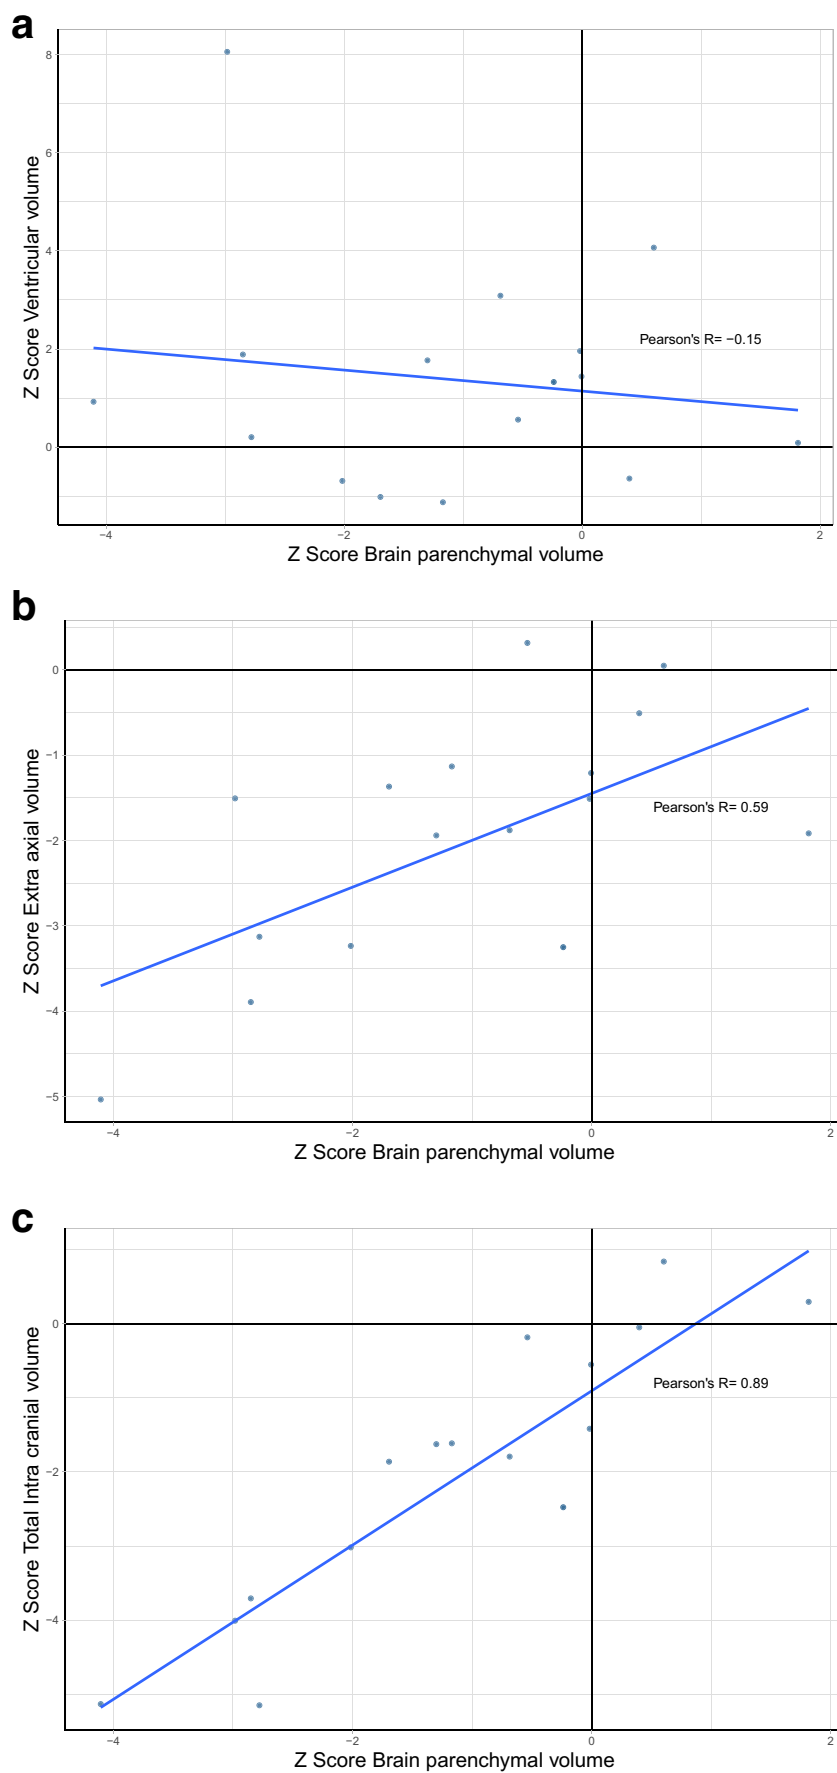 a
8
6
4
2
0
Z Score Ventricular volume
Pearson's R= −0.15
−4
−2
0
2
Z Score Brain parenchymal volume
b
0
−1
−2
−3
−4
−5
Z Score Extra axial volume
Pearson's R= 0.59
−4
−2
0
2
Z Score Brain parenchymal volume
c
0
−2
−4
Z Score Total Intra cranial volume
Pearson's R= 0.89
−4
−2
0
2
Z Score Brain parenchymal volume